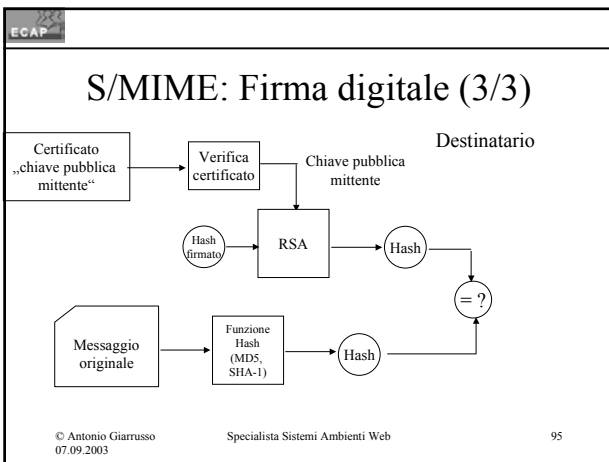 ECAP
S/MIME: Firma digitale (3/3)
Destinatario
Certificato
„chiave pubblica
mittente“
Verifica
certificato
Chiave pubblica
mittente
Hash
firmato
RSA
Hash
= ?
Messaggio
originale
Funzione
Hash
(MD5,
SHA-1)
Hash
© Antonio Giarrusso
07.09.2003
Specialista Sistemi Ambienti Web
95